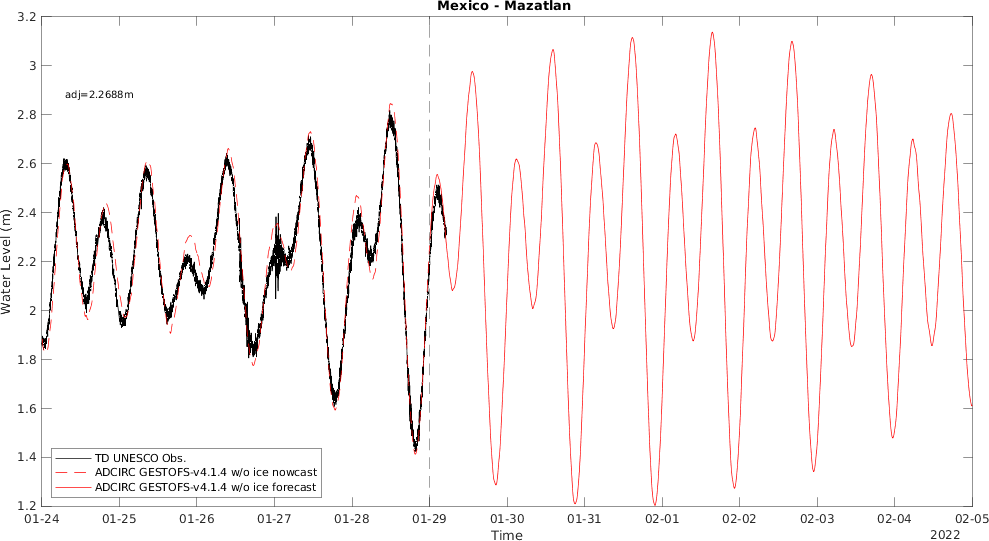 Mexico - Mazatlan
3.2
3
2.8
2.6
2.4
2.2
2
1.8
1.6
1.4
1.2
Water Level (m)
adj=2.2688m
TD UNESCO Obs.
ADCIRC GESTOFS-v4.1.4 w/o ice nowcast
ADCIRC GESTOFS-v4.1.4 w/o ice forecast
01-24 01-25 01-26 01-27 01-28 01-29 01-30 01-31 02-01 02-02 02-03 02-04 02-05
Time
2022